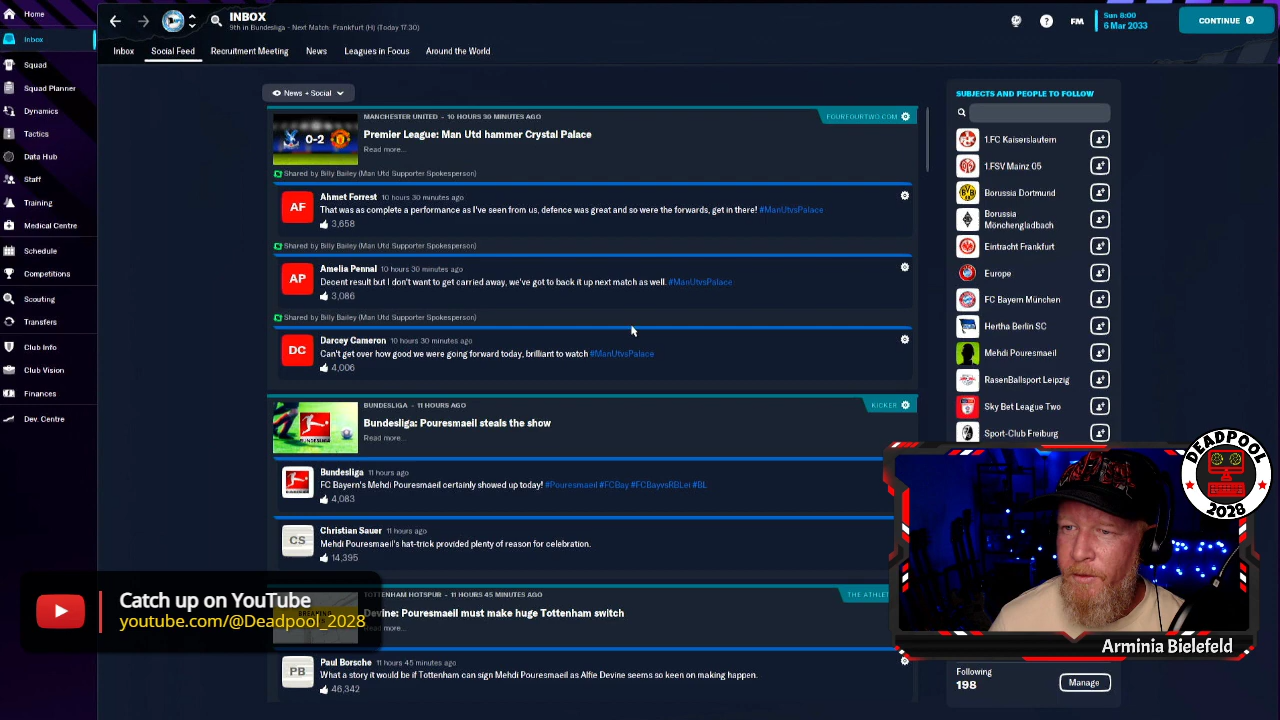 Home
Inbox
Squad
Squad Planner
Dynamics
Tactics
Data Hub
Staff
Training
Medical Centre
Schedule
Competitions
Scouting
Transfers
Club Info
Club Vision
Finances
Dev. Centre
INBOX
9th in Bundesliga - Next Match: Frankfurt (H) (Today 17:30)
FM
Sun 8:00
6 Mar 2033
CONTINUE
Inbox
Social Feed
Recruitment Meeting
News
Leagues in Focus
Around the World
News + Social
0-2
MANCHESTER UNITED - 10 HOURS 30 MINUTES AGO
FOURFOURTWO.COM
Premier League: Man Utd hammer Crystal Palace
Read more...
Shared by Billy Bailey (Man Utd Supporter Spokesperson)
AF
Ahmet Forrest 10 hours 30 minutes ago
That was as complete a performance as I've seen from us, defence was great and so were the forwards, get in there! #ManUtvsPalace
3,658
Shared by Billy Bailey (Man Utd Supporter Spokesperson)
AP
Amelia Pennal 10 hours 30 minutes ago
Decent result but I don't want to get carried away, we've got to back it up next match as well. #ManUtvsPalace
3,086
Shared by Billy Bailey (Man Utd Supporter Spokesperson)
DC
Darcey Cameron 10 hours 30 minutes ago
Can't get over how good we were going forward today, brilliant to watch #ManUtvsPalace
4,006
BUNDESLIGA - 11 HOURS AGO
KICKER
Bundesliga: Pouresmaeil steals the show
Read more...
BUNDESLIGA
Bundesliga 11 hours ago
FC Bayern's Mehdi Pouresmaeil certainly showed up today! #Pouresmaeil #FCBay #FCBayvsRBLei #BL
4,083
CS
Christian Sauer 11 hours ago
Mehdi Pouresmaeil's hat-trick provided plenty of reason for celebration.
14,395
TOTTENHAM HOTSPUR - 11 HOURS 45 MINUTES AGO
THE ATHLET
Devine: Pouresmaeil must make huge Tottenham switch
Read more...
PB
Paul Borsche 11 hours 45 minutes ago
What a story it would be if Tottenham can sign Mehdi Pouresmaeil as Alfie Devine seems so keen on making happen.
46,342
SUBJECTS AND PEOPLE TO FOLLOW
1.FC Kaiserslautern
1.FSV Mainz 05
Borussia Dortmund
Borussia
Mönchengladbach
Eintracht Frankfurt
Europe
FC Bayern München
Hertha Berlin SC
Mehdi Pouresmaeil
RasenBallsport Leipzig
Sky Bet League Two
Sport-Club Freiburg
Following
198
Manage
Catch up on YouTube
youtube.com/@Deadpool_2028
DEADPOOL
2028
Arminia Bielefeld